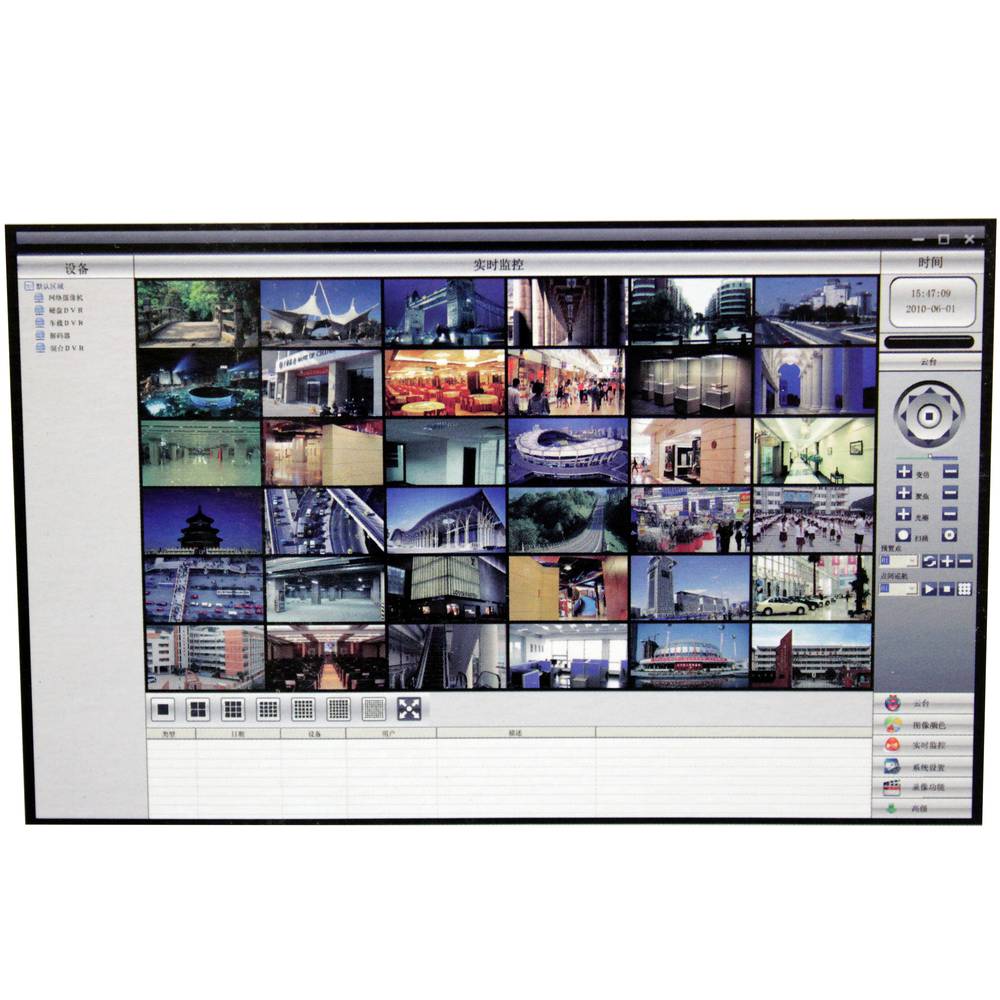 设备
实时监控
时间
默认区域
网络摄像机
硬盘DVR
车载DVR
解码器
混合DVR
15:47:09
2010-06-01
云台
变倍
聚焦
光圈
扫描
预置点
01
点间巡航
01
类型 日期 设备 用户 描述
云台
图像颜色
实时监控
系统设置
录像功能
高级